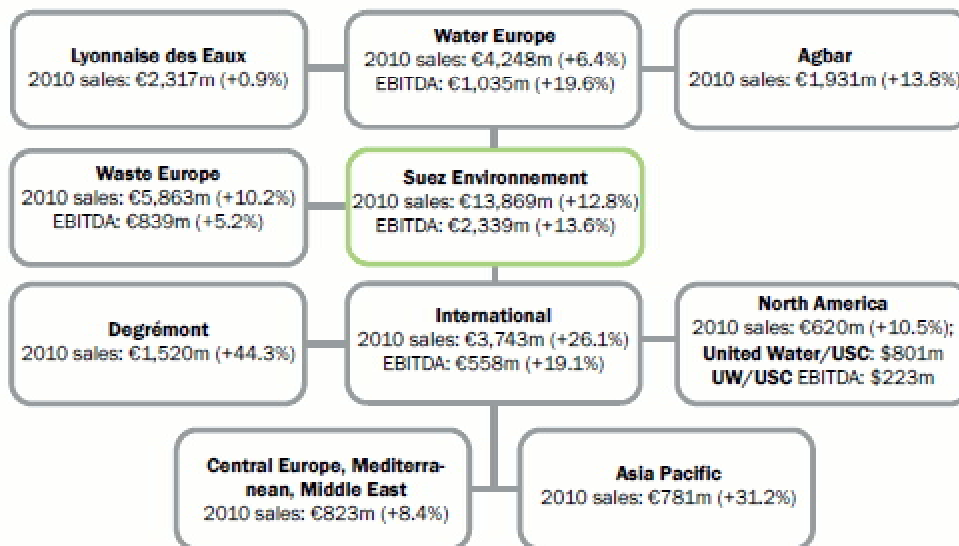 Lyonnaise des Eaux
2010 sales: €2,317m (+0.9%)
Water Europe
2010 sales: €4,248m (+6.4%)
EBITDA: €1,035m (+19.6%)
Agbar
2010 sales: €1,931m (+13.8%)
Waste Europe
2010 sales: €5,863m (+10.2%)
EBITDA: €839m (+5.2%)
Suez Environnement
2010 sales: €13,869m (+12.8%)
EBITDA: €2,339m (+13.6%)
Degrémont
2010 sales: €1,520m (+44.3%)
International
2010 sales: €3,743m (+26.1%)
EBITDA: €558m (+19.1%)
North America
2010 sales: €620m (+10.5%);
United Water/USC: $801m
UW/USC EBITDA: $223m
Central Europe, Mediterra-
nean, Middle East
2010 sales: €823m (+8.4%)
Asia Pacific
2010 sales: €781m (+31.2%)